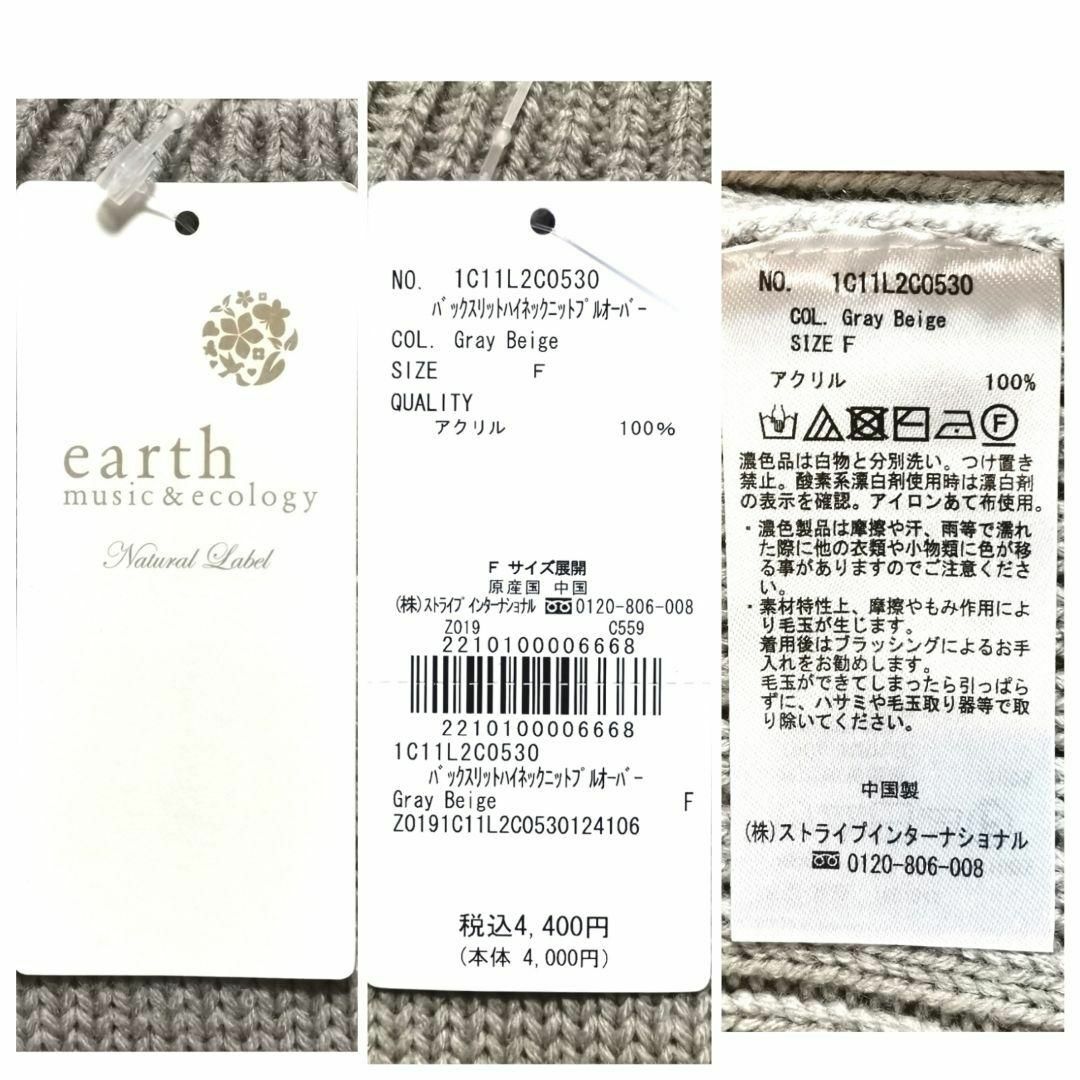 earth
music & ecology
Natural Label
NO. 1C11L2C0530
ﾊﾞｯｸｽﾘｯﾄﾊｲﾈｯｸﾆｯﾄﾌﾟﾙｵｰﾊﾞｰ
COL. Gray Beige
SIZE F
QUALITY
アクリル 100%
F サイズ展開
原産国 中国
(株)ｽﾄﾗｲﾌﾟｲﾝﾀｰﾅｼｮﾅﾙ 0120-806-008
Z019 C559
2210100006668
2210100006668
1C11L2C0530
ﾊﾞｯｸｽﾘｯﾄﾊｲﾈｯｸﾆｯﾄﾌﾟﾙｵｰﾊﾞｰ
Gray Beige F
Z0191C11L2C0530124106
税込4,400円
(本体 4,000円)
NO. 1C11L2C0530
COL. Gray Beige
SIZE F
アクリル 100%
F
濃色品は白物と分別洗い。つけ置き
禁止。酸素系漂白剤使用時は漂白剤
の表示を確認。アイロンあて布使用。
・濃色製品は摩擦や汗、雨等で濡れ
た際に他の衣類や小物類に色が移
る事がありますのでご注意くださ
い。
・素材特性上、摩擦やもみ作用によ
り毛玉が生じます。
着用後はブラッシングによるお手
入れをお勧めします。
毛玉ができてしまったら引っぱら
ずに、ハサミや毛玉取り器等で取
り除いてください。
中国製
(株)ストライプインターナショナル
0120-806-008